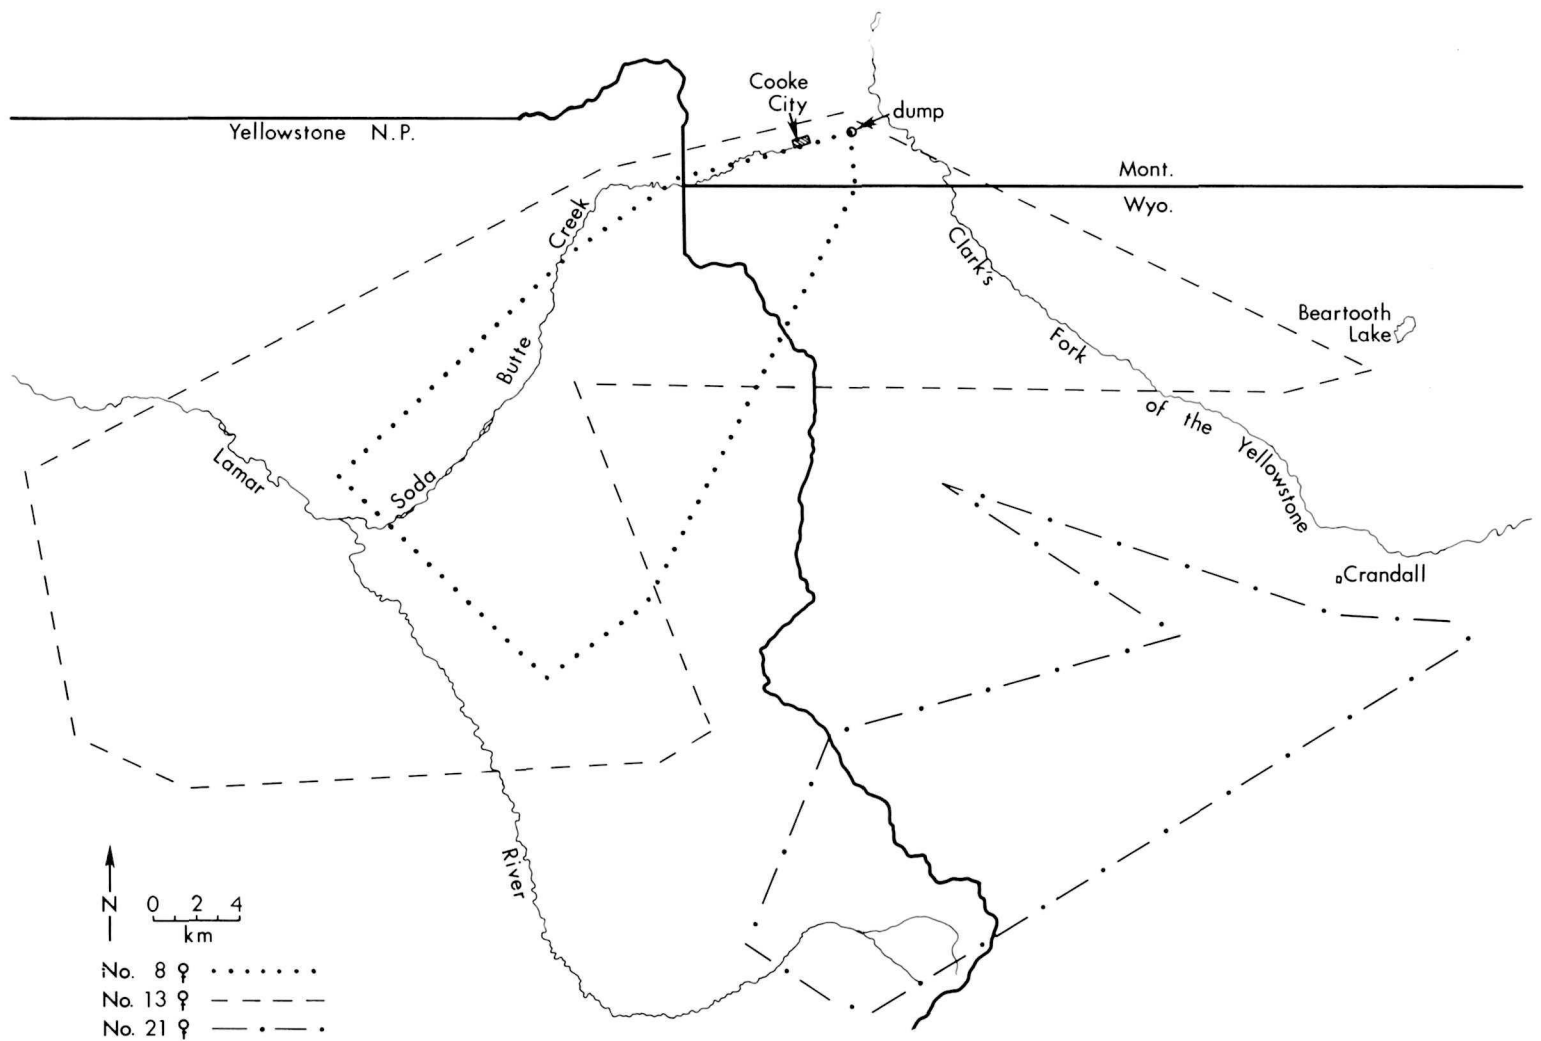 Cooke
City
dump
Yellowstone N.P.
Mont.
Wyo.
Creek
Clark's
Beartooth
Lake
Fork
Butte
of the Yellowstone
Lamar
Soda
Crandall
River
N
0 2 4
km
No. 8 ♀
No. 13 ♀
No. 21 ♀